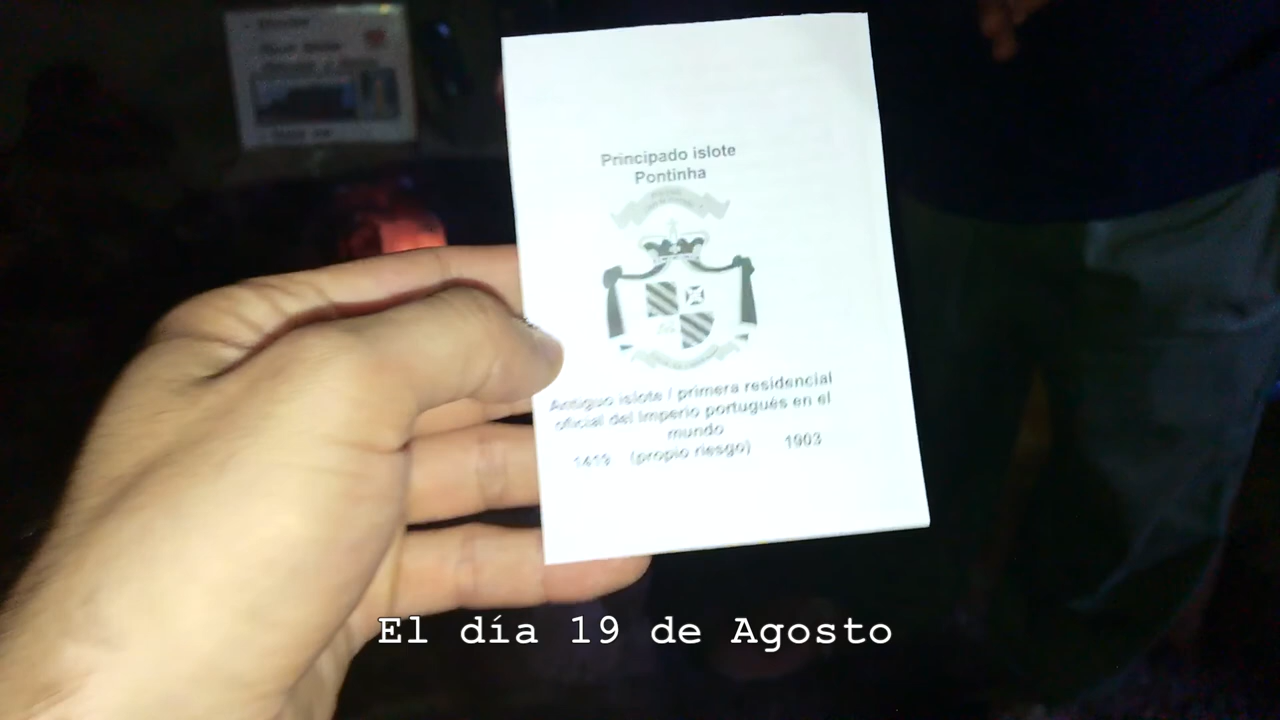 Principado islote
Pontinha
Antiguo islote / primera residencial
oficial del Imperio portugués en el
mundo
1419 (propio riesgo) 1903
El día 19 de Agosto